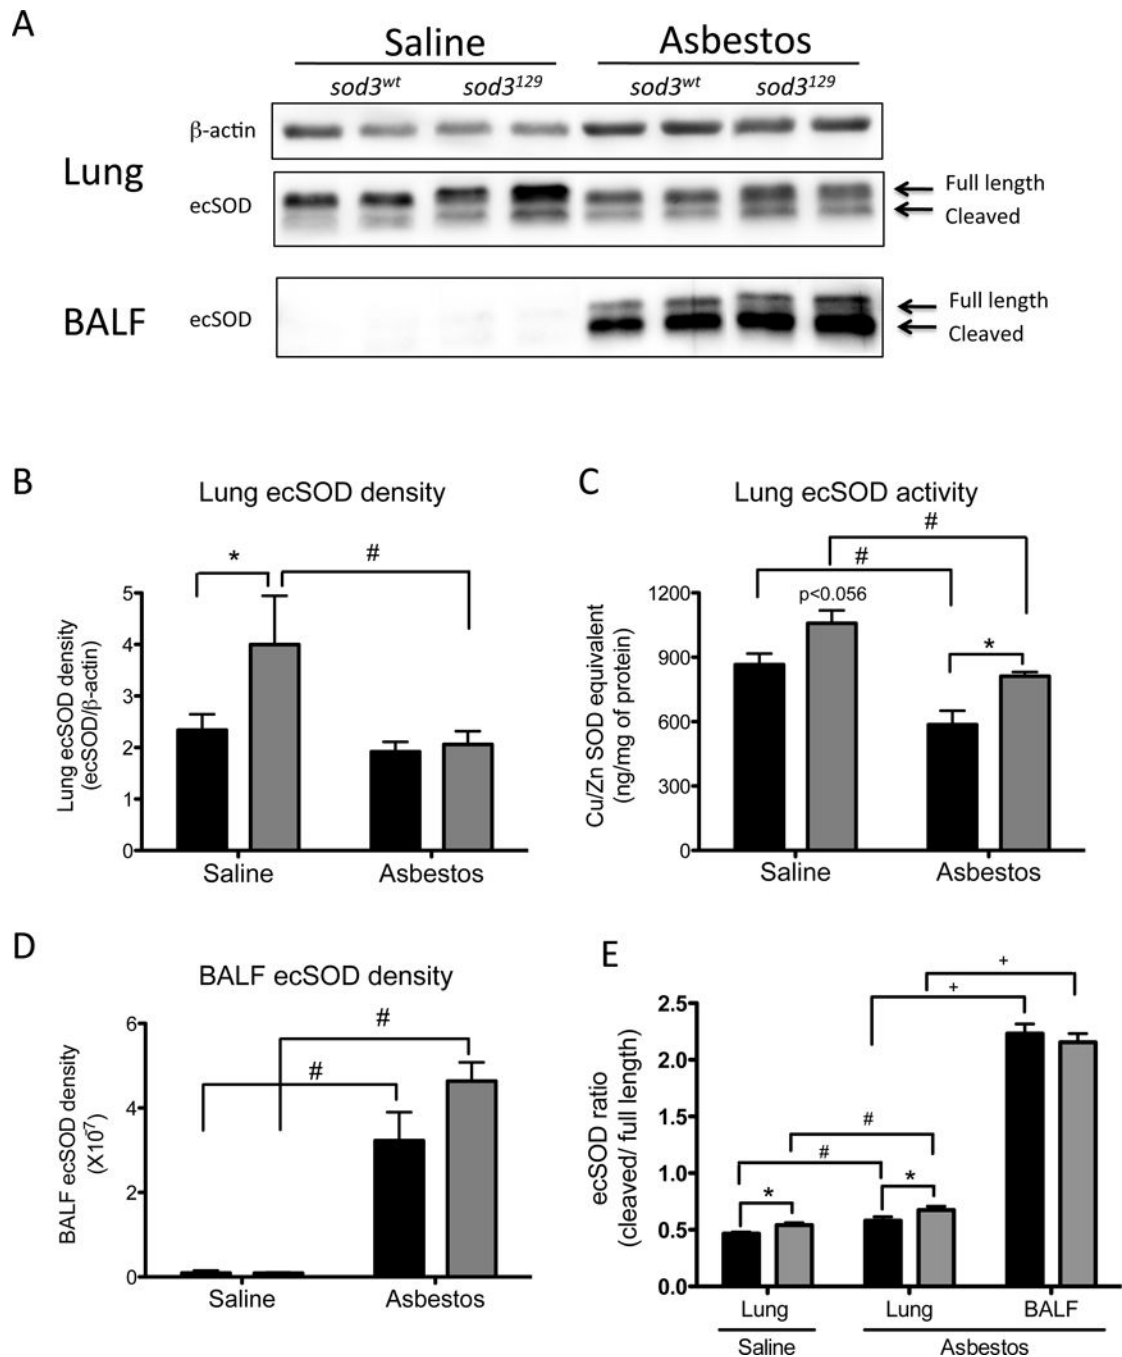 A
Saline
Asbestos
sod3wt
sod3129
sod3wt
sod3129
β-actin
Lung
ecSOD
Full length
Cleaved
BALF
ecSOD
Full length
Cleaved
B
Lung ecSOD density
*
#
Lung ecSOD density
(ecSOD/β-actin)
5
4
3
2
1
0
Saline
Asbestos
C
Lung ecSOD activity
#
#
p<0.056
*
Cu/Zn SOD equivalent
(ng/mg of protein)
1200
900
600
300
0
Saline
Asbestos
D
BALF ecSOD density
#
#
BALF ecSOD density
(X10⁷)
6
4
2
0
Saline
Asbestos
E
+
+
#
#
*
*
ecSOD ratio
(cleaved/ full length)
2.5
2.0
1.5
1.0
0.5
0.0
Lung
Lung
BALF
Saline
Asbestos